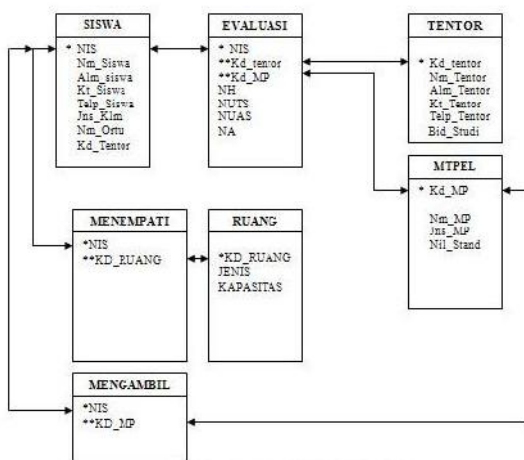 SISWA
* NIS
Nm_Siswa
Alm_siswa
Kt_Siswa
Telp_Siswa
Jns_Klm
Nm_Ortu
Kd_Tentor
EVALUASI
* NIS
**Kd_tentor
**Kd_MP
NH
NUTS
NUAS
NA
TENTOR
* Kd_tentor
Nm_Tentor
Alm_Tentor
Kt_Tentor
Telp_Tentor
Bid_Studi
MTPEL
* Kd_MP
Nm_MP
Jns_MP
Nil_Stand
MENEMPATI
*NIS
**KD_RUANG
RUANG
*KD_RUANG
JENIS
KAPASITAS
MENGAMBIL
*NIS
**KD_MP